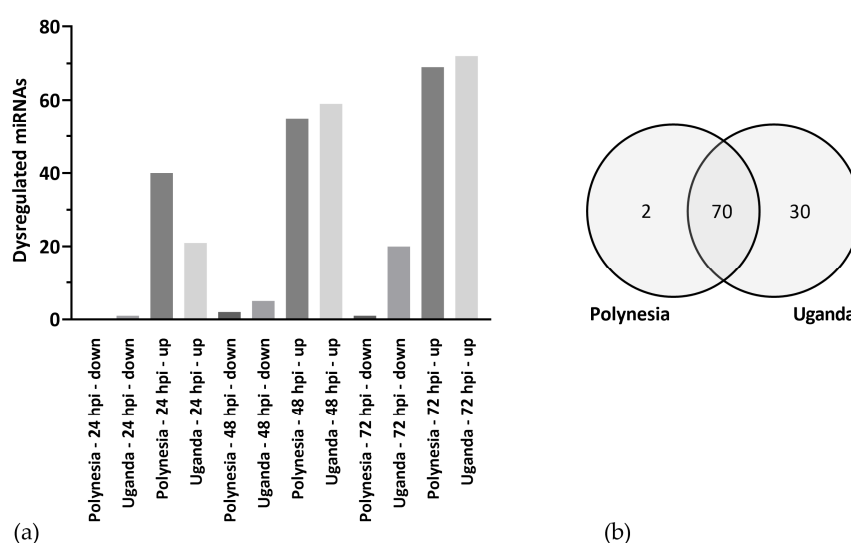 Dysregulated miRNAs
80
60
40
20
0
Polynesia - 24 hpi - down
Uganda - 24 hpi - down
Polynesia - 24 hpi - up
Uganda - 24 hpi - up
Polynesia - 48 hpi - down
Uganda - 48 hpi - down
Polynesia - 48 hpi - up
Uganda - 48 hpi - up
Polynesia - 72 hpi - down
Uganda - 72 hpi - down
Polynesia - 72 hpi - up
Uganda - 72 hpi - up
(a)
2 70 30
Polynesia Uganda
(b)